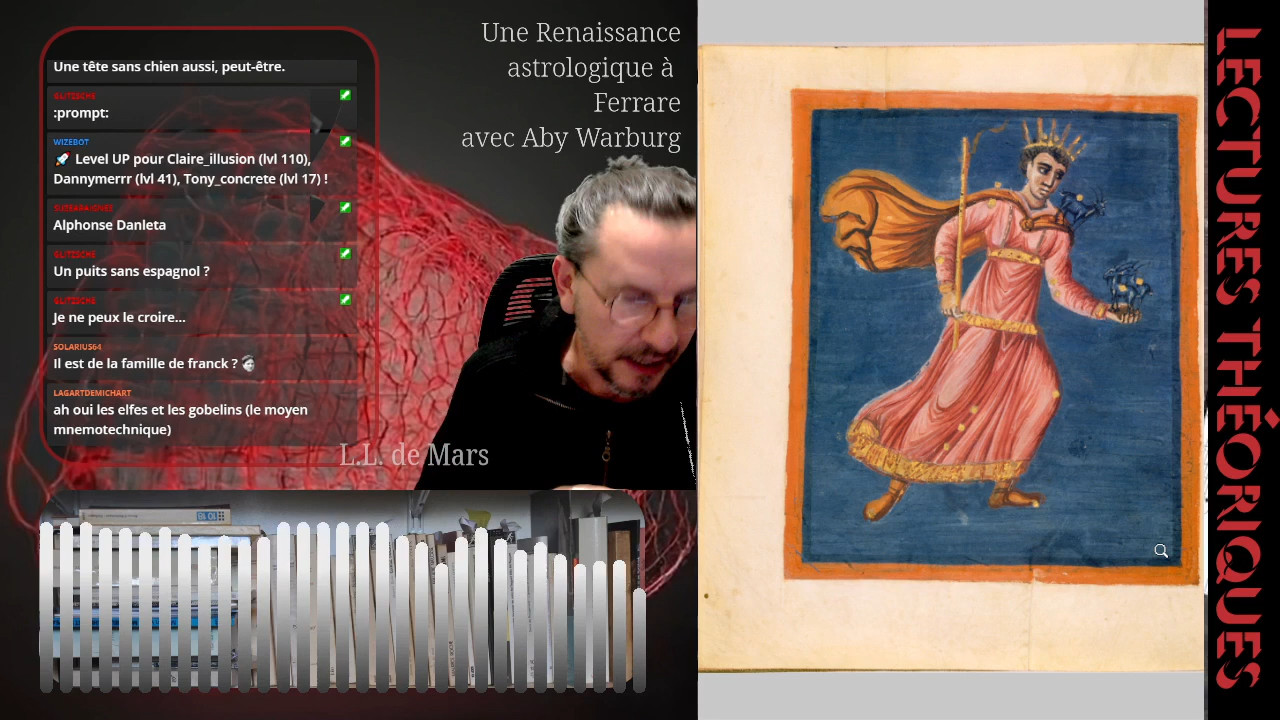 Une tête sans chien aussi, peut-être.
GLITZSCHE
:prompt:
WIZEBOT
🚀 Level UP pour Claire_illusion (lvl 110),
Dannymerrr (lvl 41), Tony_concrete (lvl 17) !
Alphonse Danleta
GLITZSCHE
Un puits sans espagnol ?
GLITZSCHE
Je ne peux le croire...
SOLARIUS64
Il est de la famille de franck ?
LAGARTDEMICHART
ah oui les elfes et les gobelins (le moyen
mnemotechnique)
Une Renaissance
astrologique à
Ferrare
avec Aby Warburg
L.L. de Mars
LECTURES THÉORIQUES